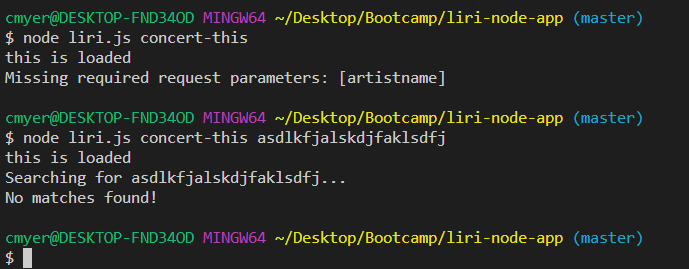 cmyer@DESKTOP-FND34OD MINGW64 ~/Desktop/Bootcamp/liri-node-app (master)
$ node liri.js concert-this
this is loaded
Missing required request parameters: [artistname]
cmyer@DESKTOP-FND34OD MINGW64 ~/Desktop/Bootcamp/liri-node-app (master)
$ node liri.js concert-this asdlkfjalskdjfaklsdfj
this is loaded
Searching for asdlkfjalskdjfaklsdfj...
No matches found!
cmyer@DESKTOP-FND34OD MINGW64 ~/Desktop/Bootcamp/liri-node-app (master)
$